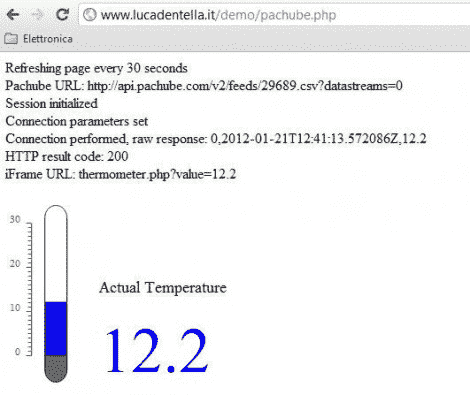 www.lucadentella.it/demo/pachube.php
Elettronica
Refreshing page every 30 seconds
Pachube URL: http://api.pachube.com/v2/feeds/29689.csv?datastreams=0
Session initialized
Connection parameters set
Connection performed, raw response: 0,2012-01-21T12:41:13.572086Z,12.2
HTTP result code: 200
iFrame URL: thermometer.php?value=12.2
30
20
10
0
Actual Temperature
12.2